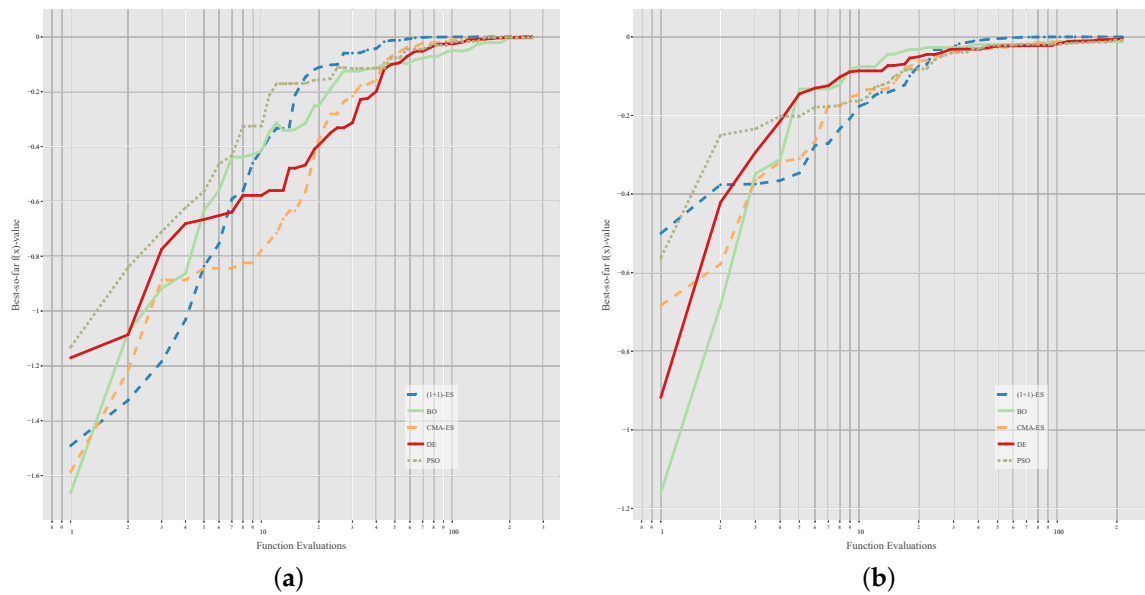 0
−0.2
−0.4
−0.6
−0.8
−1
−1.2
−1.4
−1.6
Best-so-far f(x)-value
8 9 1 2 3 4 5 6 7 8 9 10 2 3 4 5 6 7 8 9 100 2 3
Function Evaluations
(1+1)-ES
BO
CMA-ES
DE
PSO
(a)
0
−0.2
−0.4
−0.6
−0.8
−1
−1.2
Best-so-far f(x)-value
8 9 1 2 3 4 5 6 7 8 9 10 2 3 4 5 6 7 8 9 100 2
Function Evaluations
(1+1)-ES
BO
CMA-ES
DE
PSO
(b)